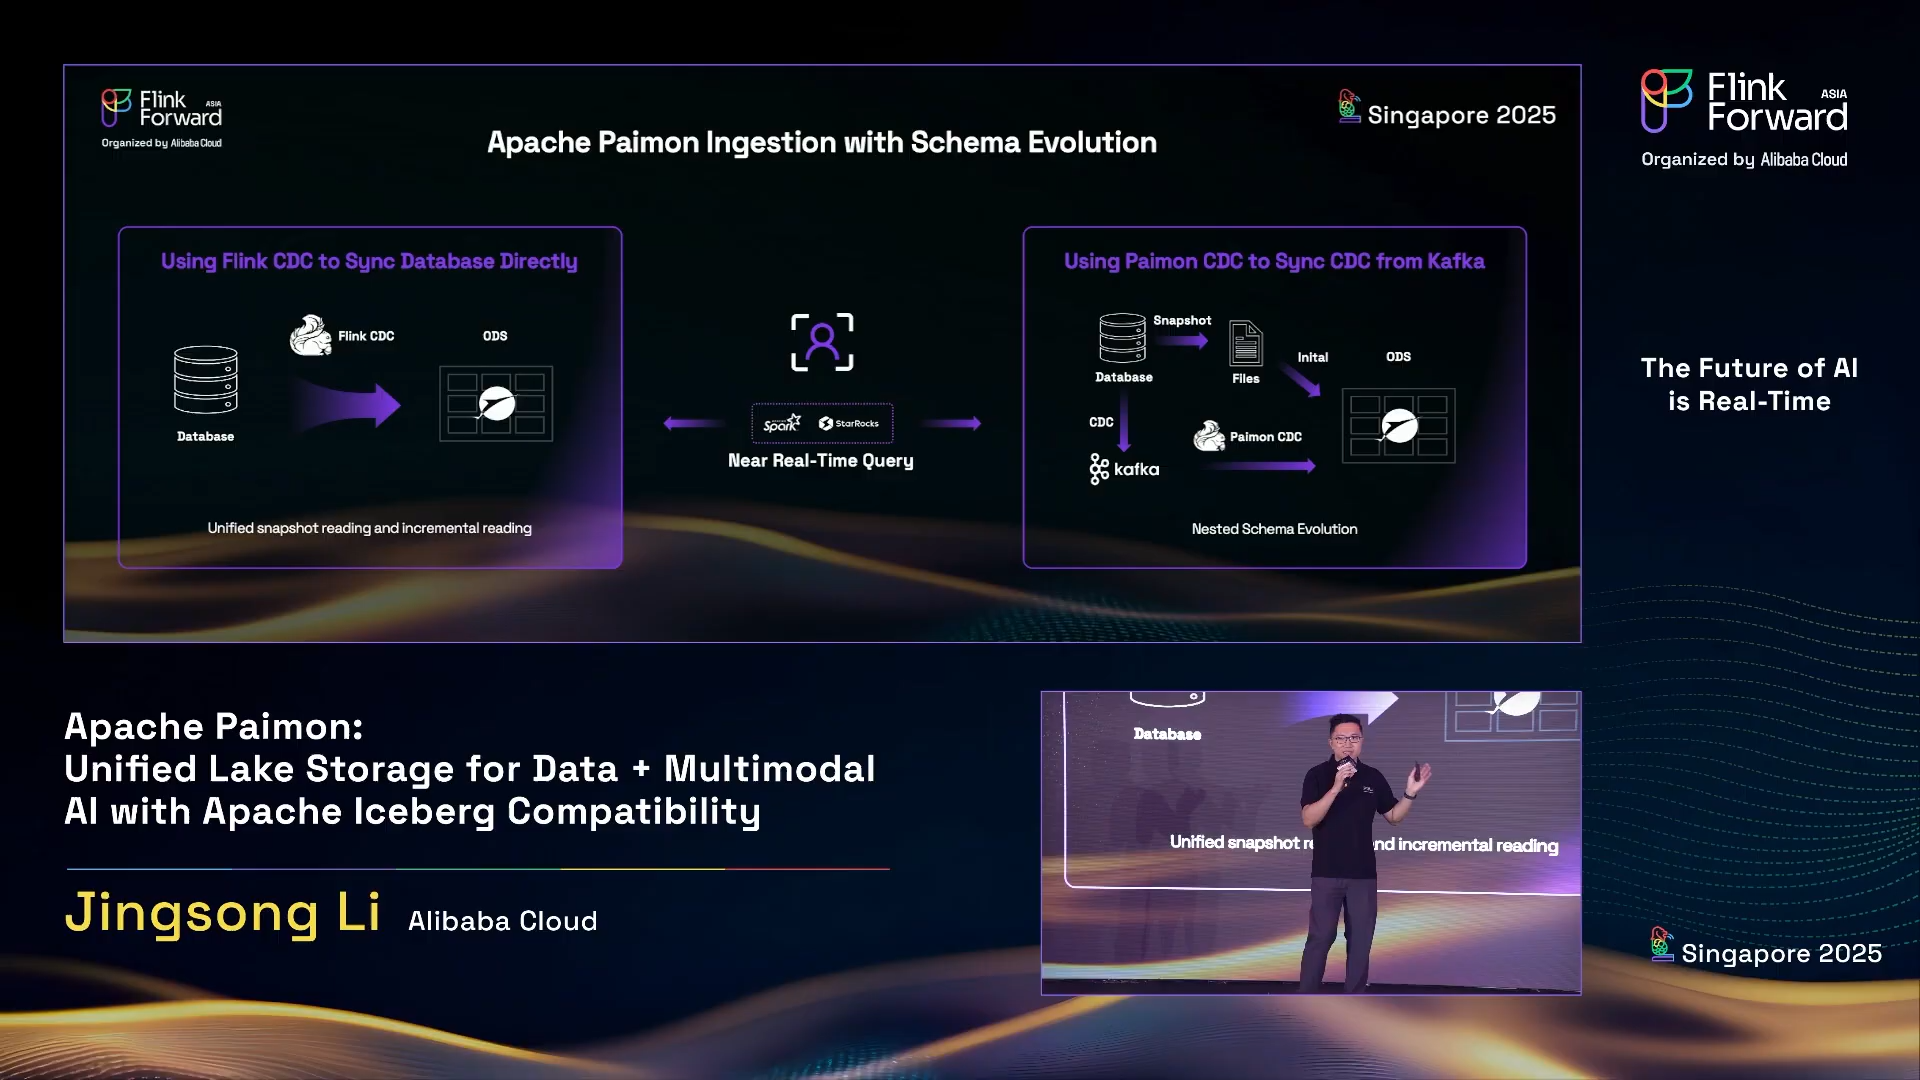 Flink
Forward
ASIA
Organized by Alibaba Cloud
Singapore 2025
Apache Paimon Ingestion with Schema Evolution
Using Flink CDC to Sync Database Directly
Flink CDC
ODS
Database
Unified snapshot reading and incremental reading
Spark
StarRocks
Near Real-Time Query
Using Paimon CDC to Sync CDC from Kafka
Snapshot
Inital
ODS
Database
Files
CDC
Paimon CDC
kafka
Nested Schema Evolution
Flink
Forward
ASIA
Organized by Alibaba Cloud
The Future of AI
is Real-Time
Apache Paimon:
Unified Lake Storage for Data + Multimodal
AI with Apache Iceberg Compatibility
Jingsong Li Alibaba Cloud
Database
Unified snapshot re nd incremental reading
Singapore 2025